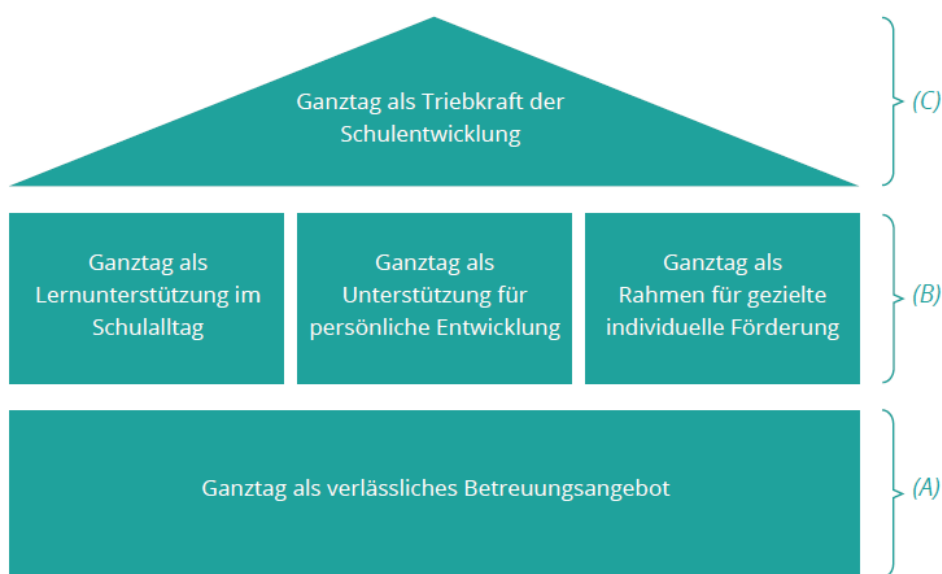 Ganztag als Triebkraft der
Schulentwicklung
(C)
Ganztag als
Lernunterstützung im
Schulalltag
Ganztag als
Unterstützung für
persönliche Entwicklung
Ganztag als
Rahmen für gezielte
individuelle Förderung
(B)
Ganztag als verlässliches Betreuungsangebot
(A)